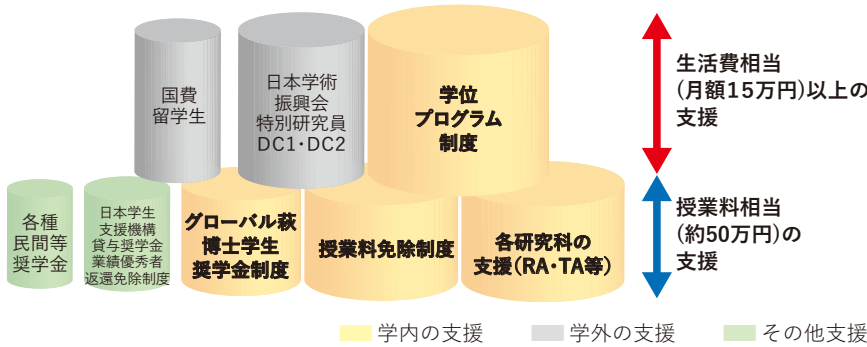 国費
留学生
日本学術
振興会
特別研究員
DC1・DC2
学位
プログラム
制度
生活費相当
(月額15万円)以上の
支援
各種
民間等
奨学金
日本学生
支援機構
貸与奨学金
業績優秀者
返還免除制度
グローバル萩
博士学生
奨学金制度
授業料免除制度
各研究科の
支援(RA・TA等)
授業料相当
(約50万円)の
支援
学内の支援
学外の支援
その他支援